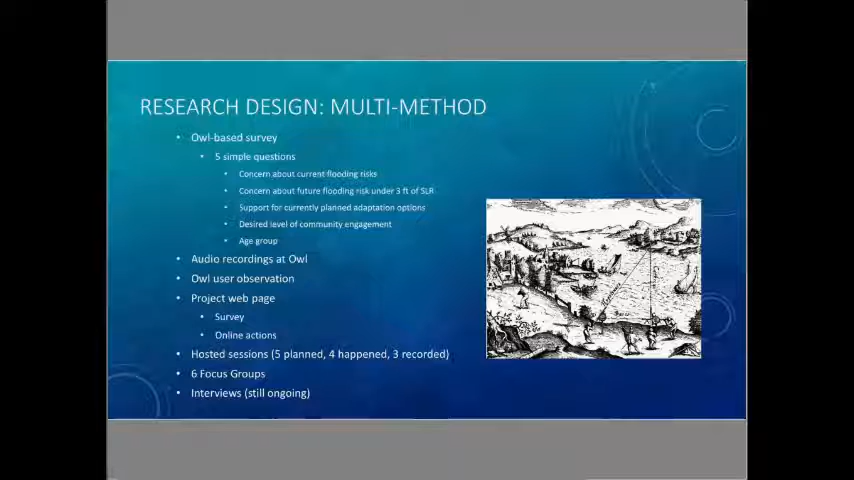 RESEARCH DESIGN: MULTI-METHOD
• Owl-based survey
• 5 simple questions
• Concern about current flooding risks
• Concern about future flooding risk under 3 ft of SLR
• Support for currently planned adaptation options
• Desired level of community engagement
• Age group
• Audio recordings at Owl
• Owl user observation
• Project web page
• Survey
• Online actions
• Hosted sessions (5 planned, 4 happened, 3 recorded)
• 6 Focus Groups
• Interviews (still ongoing)